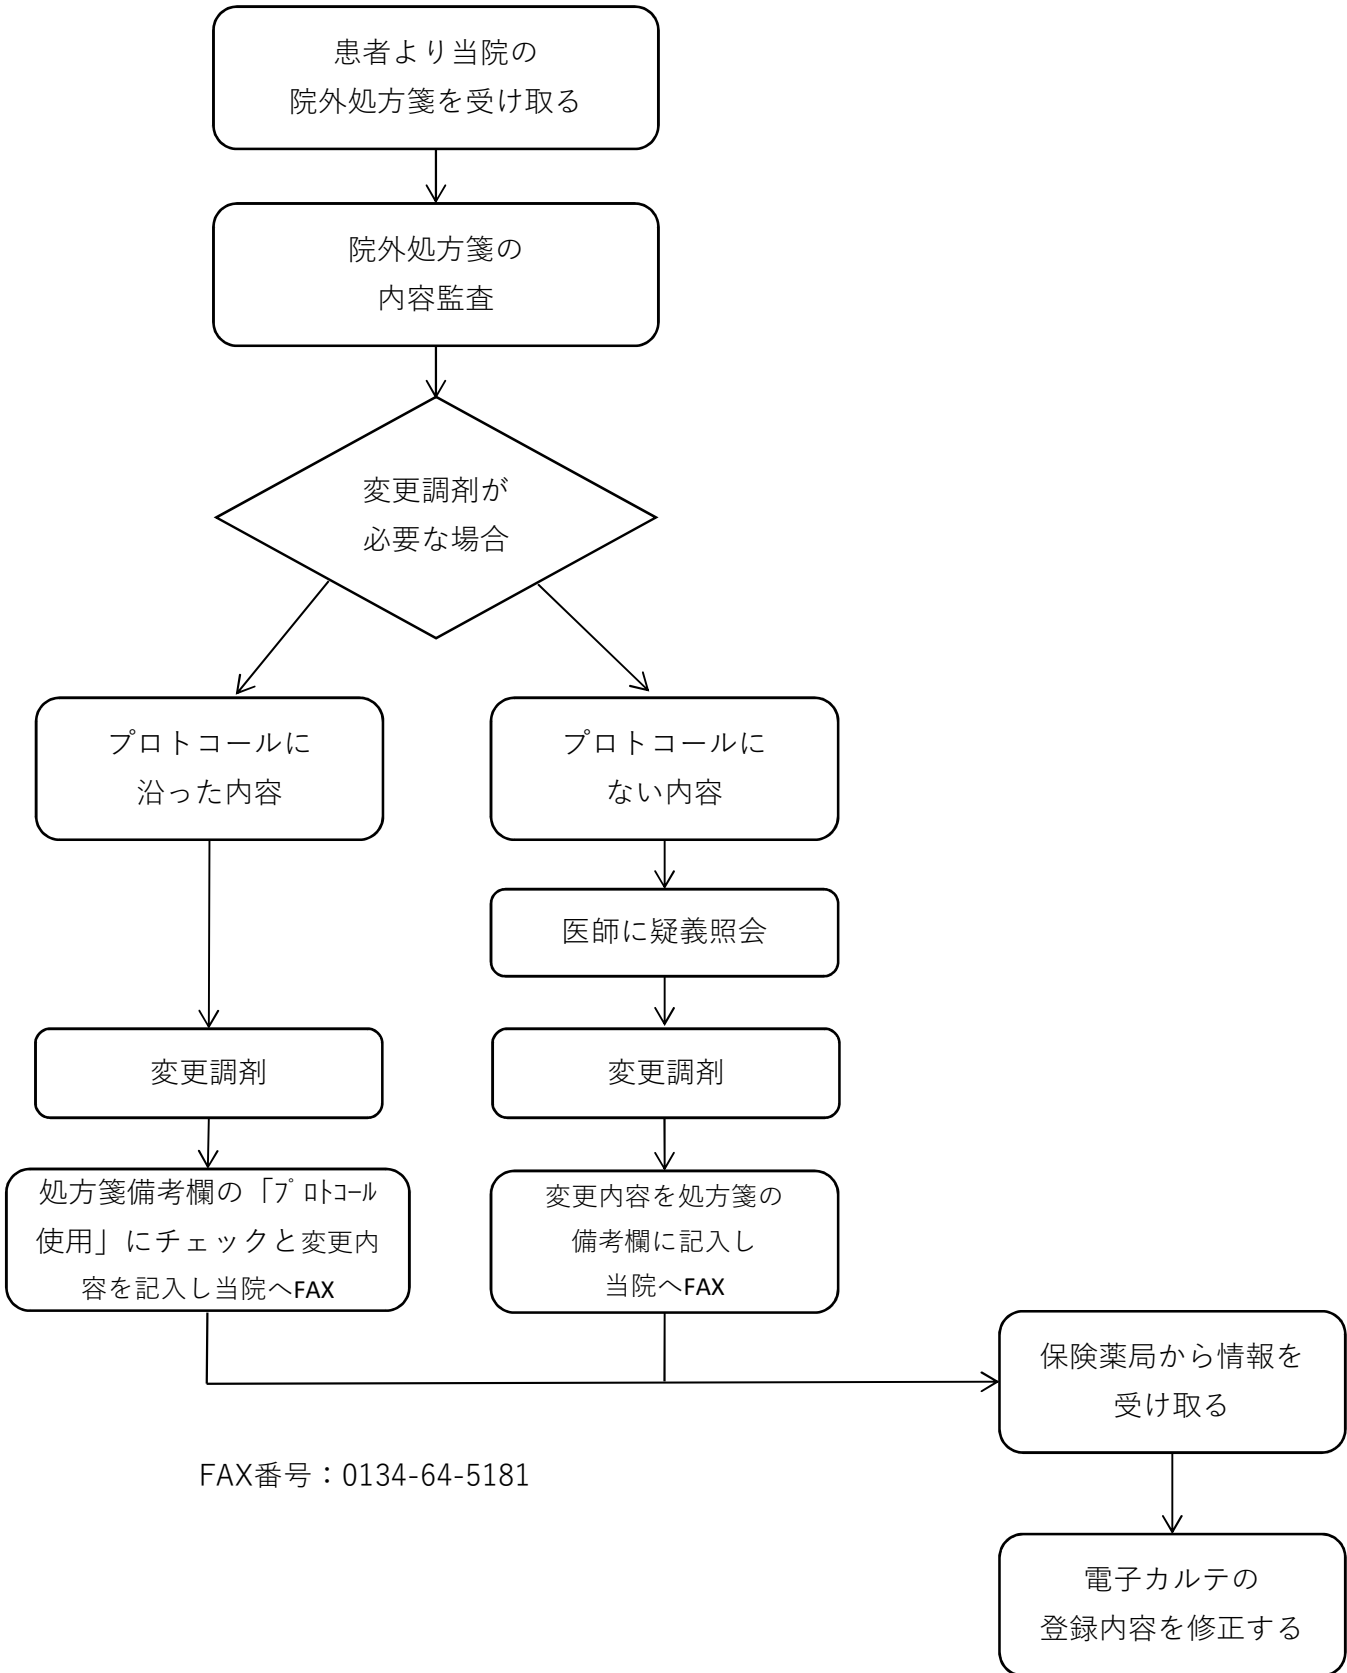 患者より当院の
院外処方箋を受け取る
院外処方箋の
内容監査
変更調剤が
必要な場合
プロトコールに
沿った内容
プロトコールに
ない内容
医師に疑義照会
変更調剤
変更調剤
処方箋備考欄の「ﾌﾟﾛﾄｺｰﾙ
使用」にチェックと変更内
容を記入し当院へFAX
変更内容を処方箋の
備考欄に記入し
当院へFAX
保険薬局から情報を
受け取る
FAX番号：0134-64-5181
電子カルテの
登録内容を修正する